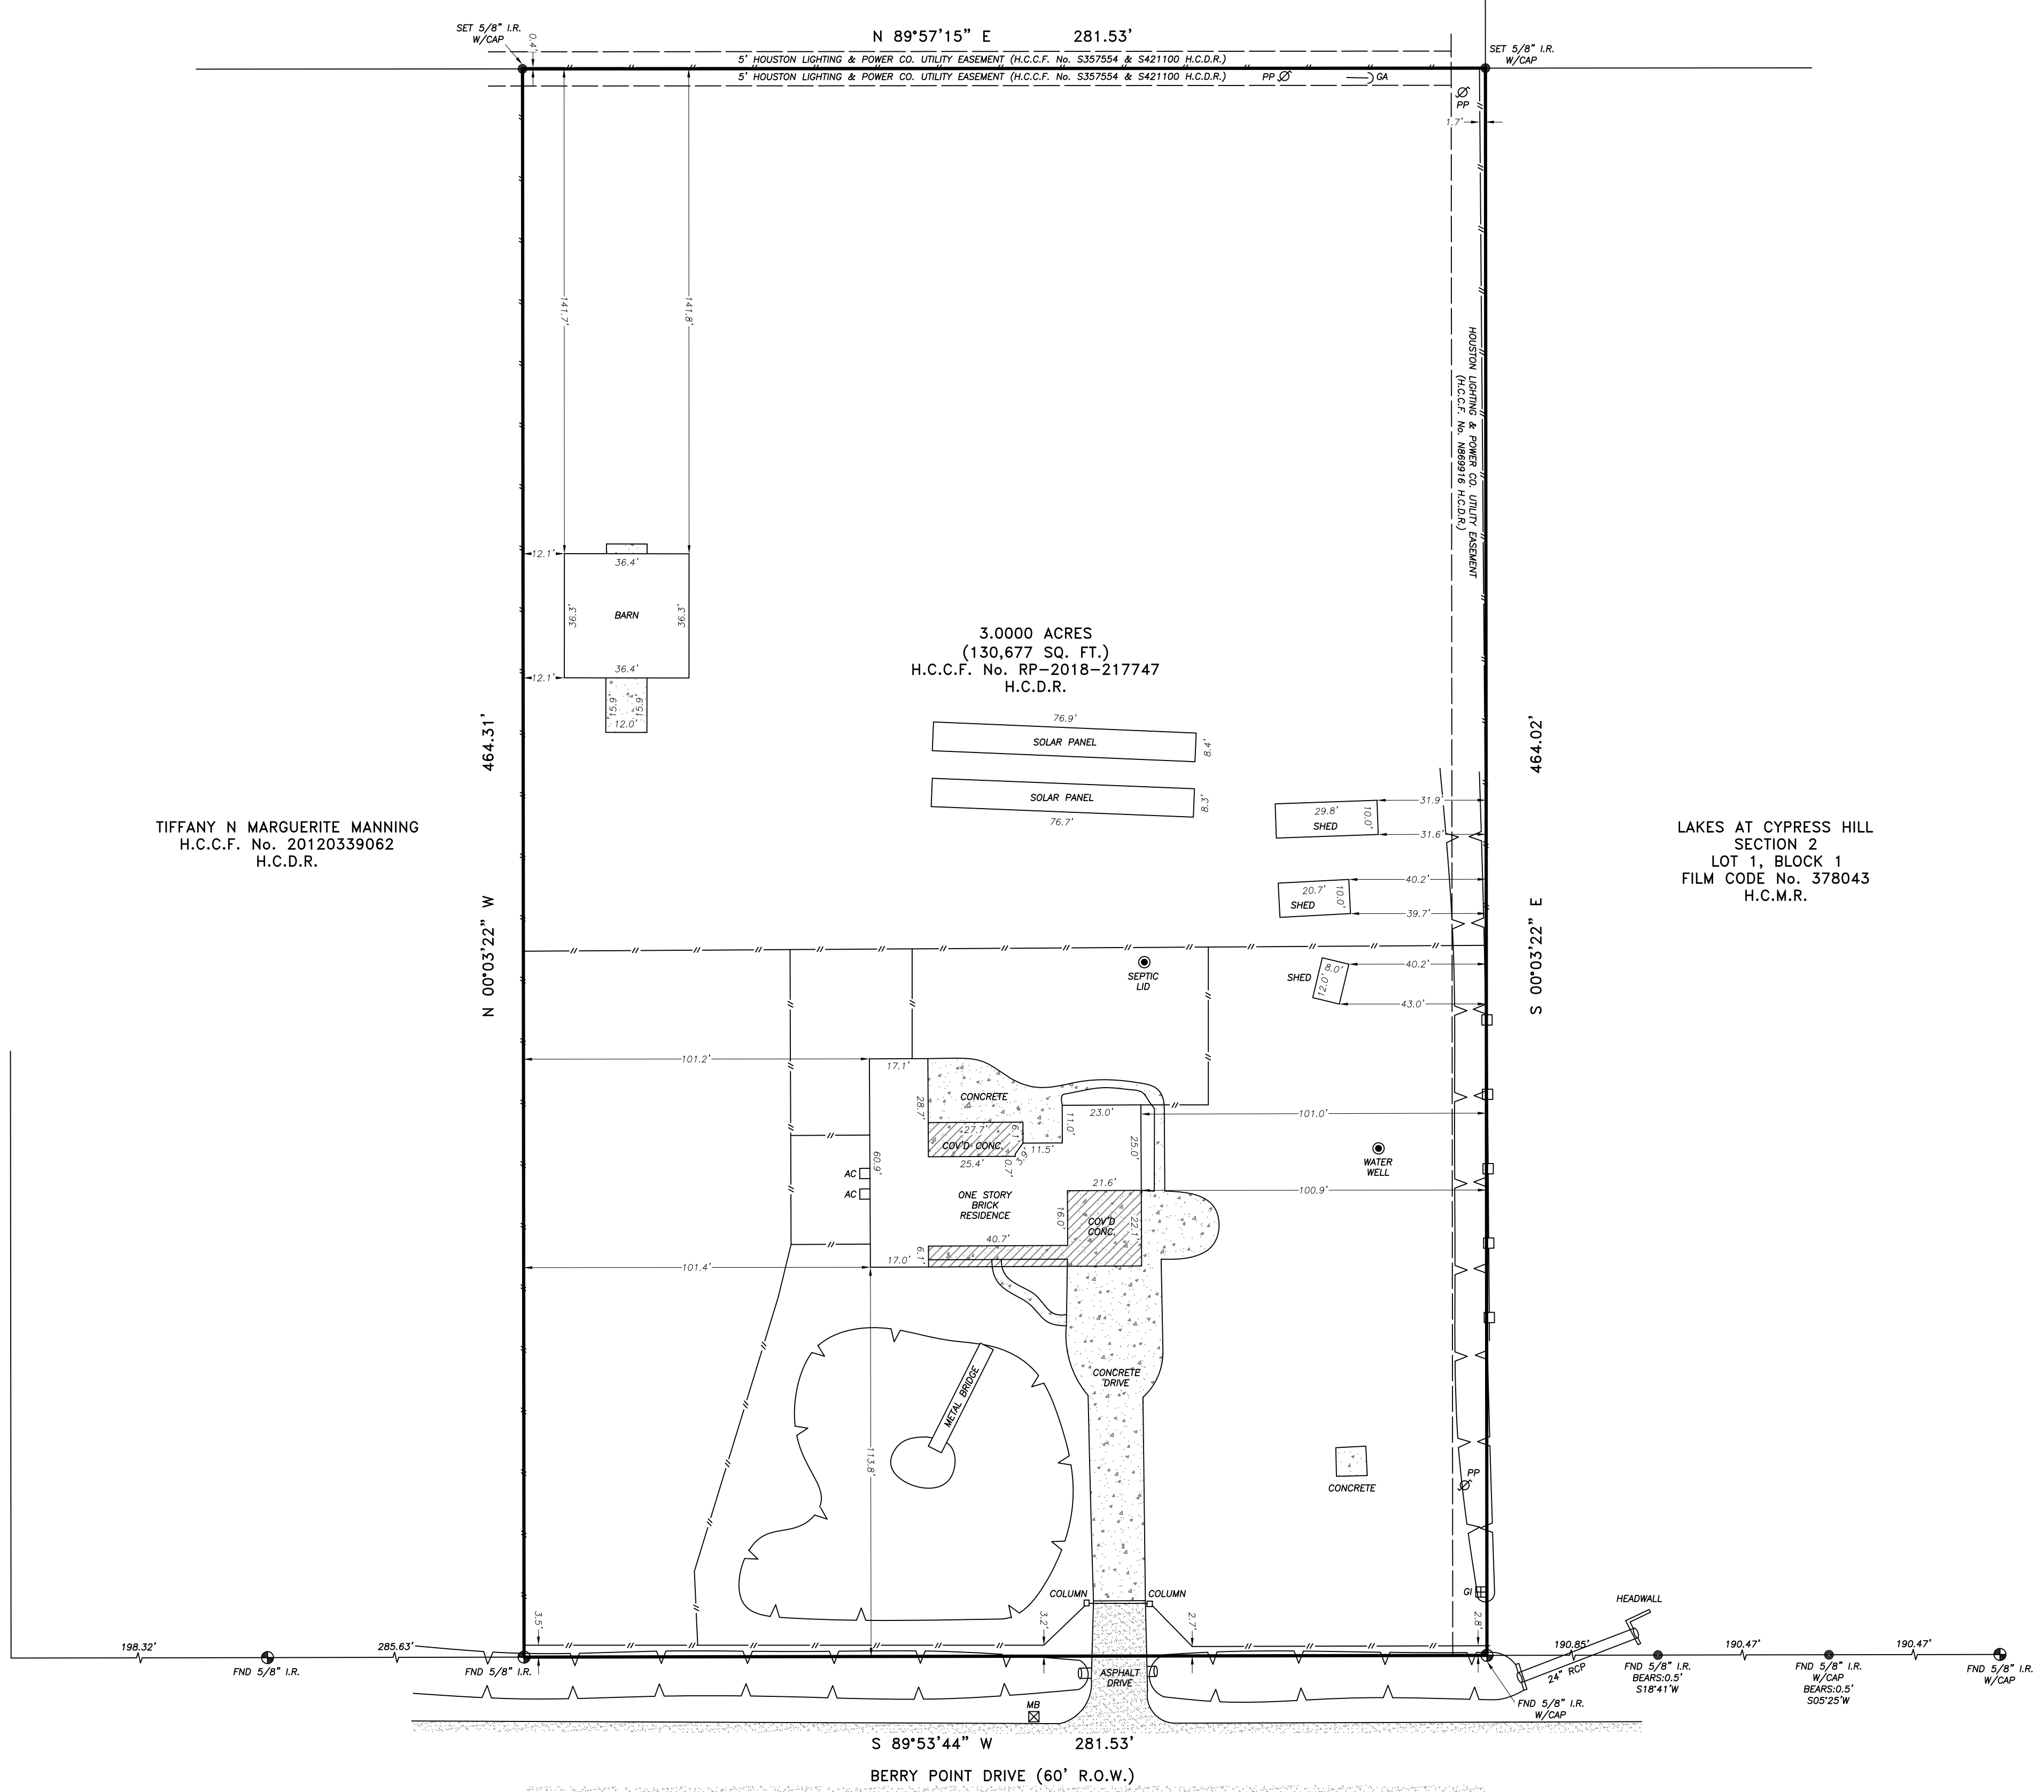 SET 5/8" I.R.
W/CAP
0.4'
N 89°57'15" E 281.53'
SET 5/8" I.R.
W/CAP
5' HOUSTON LIGHTING & POWER CO. UTILITY EASEMENT (H.C.C.F. No. S357554 & S421100 H.C.D.R.)
5' HOUSTON LIGHTING & POWER CO. UTILITY EASEMENT (H.C.C.F. No. S357554 & S421100 H.C.D.R.)
PP
GA
PP
1.7'
141.7'
141.8'
HOUSTON LIGHTING & POWER CO. UTILITY EASEMENT
(H.C.C.F. No. N869916 H.C.D.R.)
12.1'
36.4'
36.3'
BARN
36.3'
36.4'
12.1'
15.9'
15.9'
12.0'
3.0000 ACRES
(130,677 SQ. FT.)
H.C.C.F. No. RP-2018-217747
H.C.D.R.
76.9'
SOLAR PANEL
8.4'
SOLAR PANEL
8.3'
76.7'
N 00°03'22" W 464.31'
S 00°03'22" E 464.02'
TIFFANY N MARGUERITE MANNING
H.C.C.F. No. 20120339062
H.C.D.R.
LAKES AT CYPRESS HILL
SECTION 2
LOT 1, BLOCK 1
FILM CODE No. 378043
H.C.M.R.
31.9'
29.8'
10.0'
SHED
31.6'
40.2'
20.7'
10.0'
SHED
39.7'
SEPTIC
LID
40.2'
8.0'
SHED
12.0'
43.0'
101.2'
17.1'
28.7'
CONCRETE
23.0'
11.0'
101.0'
27.7'
6.1'
COV'D CONC.
11.5'
25.0'
25.4'
0.7'
3.9'
60.9'
AC
AC
WATER
WELL
ONE STORY
BRICK
RESIDENCE
21.6'
100.9'
16.0'
COV'D
CONC.
22.1'
40.7'
6.1'
17.0'
101.4'
METAL BRIDGE
CONCRETE
DRIVE
113.8'
CONCRETE
PP
COLUMN
COLUMN
GI
HEADWALL
3.5'
3.2'
2.7'
2.8'
198.32'
285.63'
190.85'
190.47'
190.47'
FND 5/8" I.R.
FND 5/8" I.R.
ASPHALT
DRIVE
24" RCP
FND 5/8" I.R.
BEARS:0.5'
S18°41'W
FND 5/8" I.R.
W/CAP
BEARS:0.5'
S05°25'W
FND 5/8" I.R.
W/CAP
FND 5/8" I.R.
W/CAP
MB
S 89°53'44" W 281.53'
BERRY POINT DRIVE (60' R.O.W.)